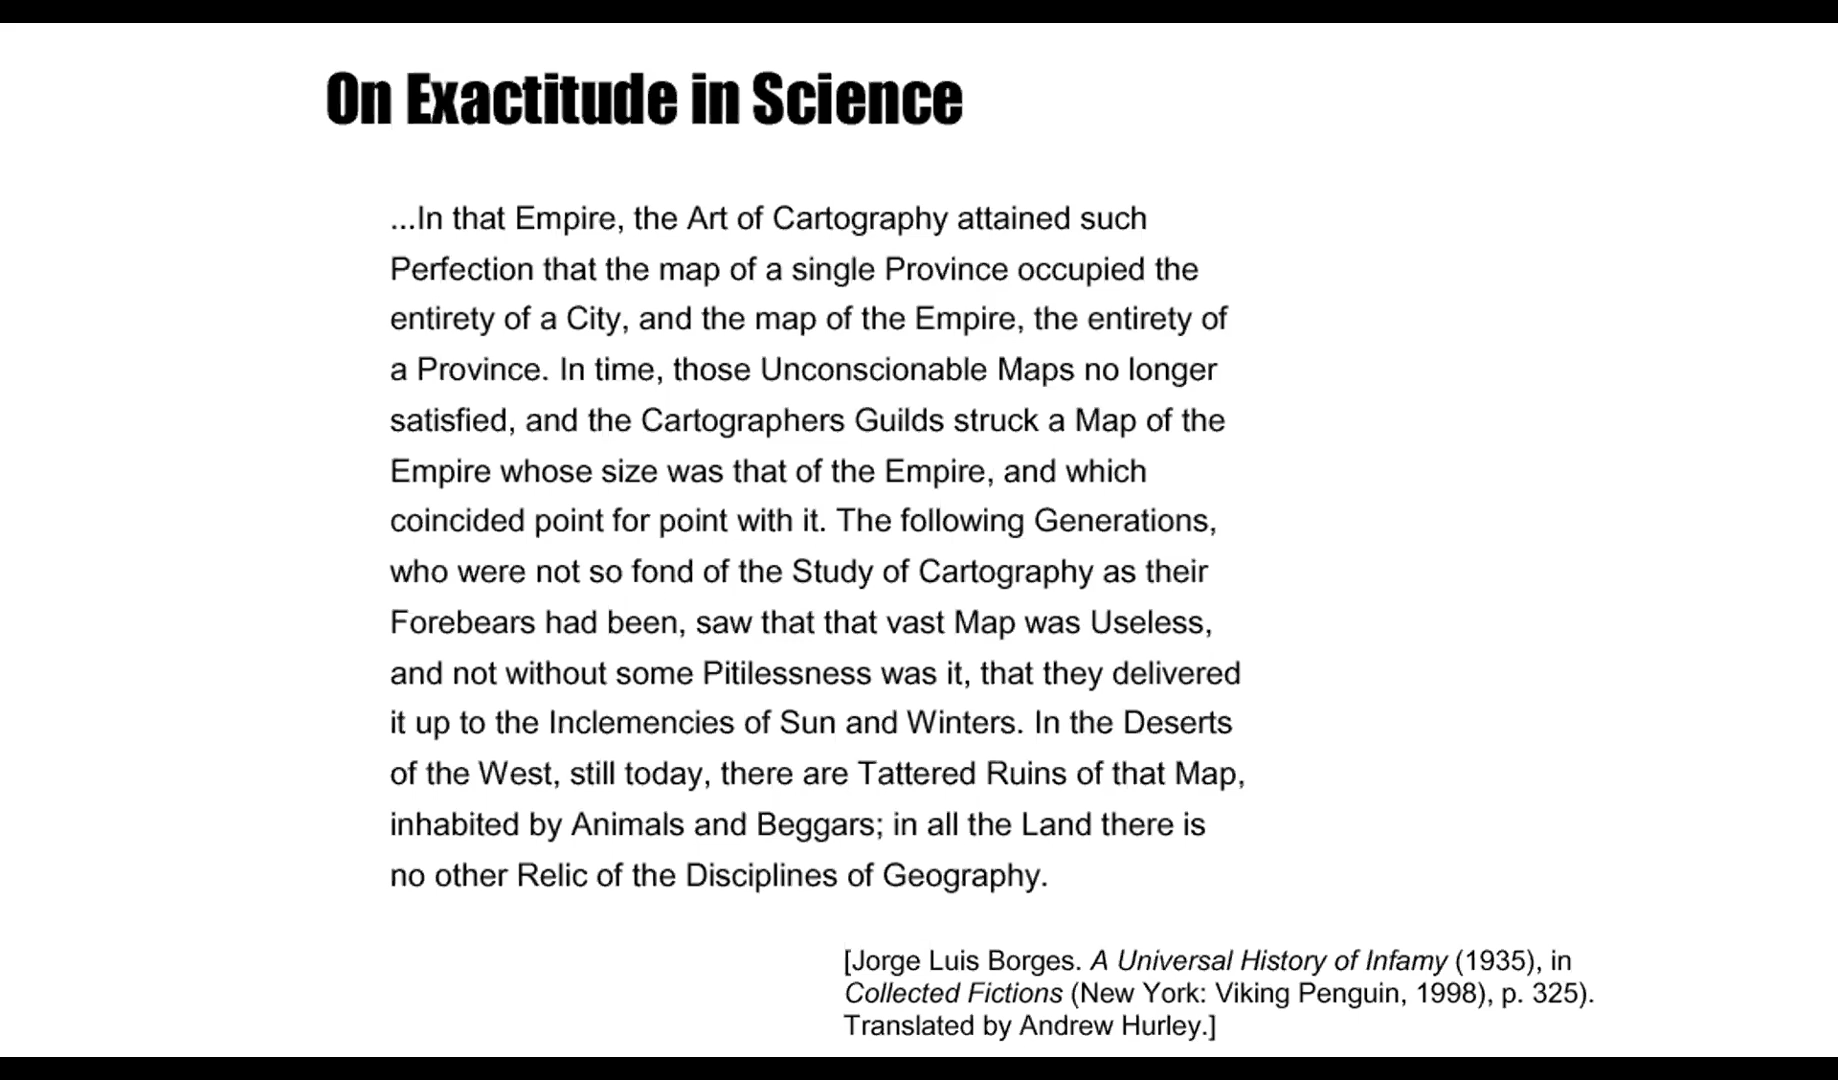 On Exactitude in Science
...In that Empire, the Art of Cartography attained such
Perfection that the map of a single Province occupied the
entirety of a City, and the map of the Empire, the entirety of
a Province. In time, those Unconscionable Maps no longer
satisfied, and the Cartographers Guilds struck a Map of the
Empire whose size was that of the Empire, and which
coincided point for point with it. The following Generations,
who were not so fond of the Study of Cartography as their
Forebears had been, saw that that vast Map was Useless,
and not without some Pitilessness was it, that they delivered
it up to the Inclemencies of Sun and Winters. In the Deserts
of the West, still today, there are Tattered Ruins of that Map,
inhabited by Animals and Beggars; in all the Land there is
no other Relic of the Disciplines of Geography.
[Jorge Luis Borges. A Universal History of Infamy (1935), in
Collected Fictions (New York: Viking Penguin, 1998), p. 325).
Translated by Andrew Hurley.]